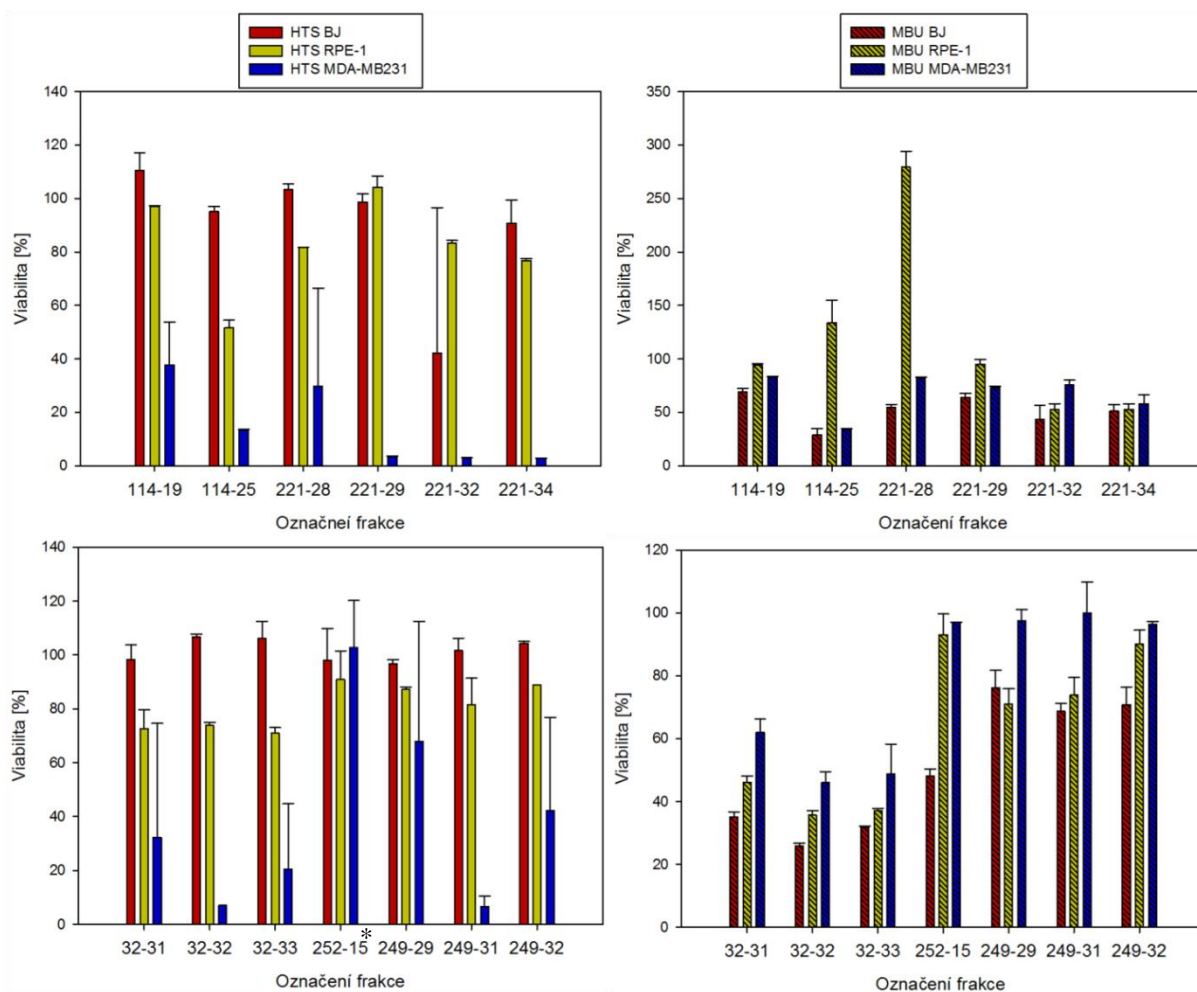 HTS BJ
HTS RPE-1
HTS MDA-MB231
MBU BJ
MBU RPE-1
MBU MDA-MB231
Viabilita [%]
140
120
100
80
60
40
20
0
114-19 114-25 221-28 221-29 221-32 221-34
Označneí frakce
Viabilita [%]
350
300
250
200
150
100
50
0
114-19 114-25 221-28 221-29 221-32 221-34
Označení frakce
Viabilita [%]
140
120
100
80
60
40
20
0
32-31 32-32 32-33 252-15* 249-29 249-31 249-32
Označení frakce
Viabilita [%]
120
100
80
60
40
20
0
32-31 32-32 32-33 252-15 249-29 249-31 249-32
Označení frakce